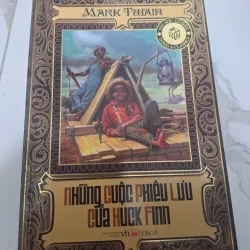 MARK TWAIN
NHỮNG CUỘC PHIÊU LƯU
CỦA HUCK FINN